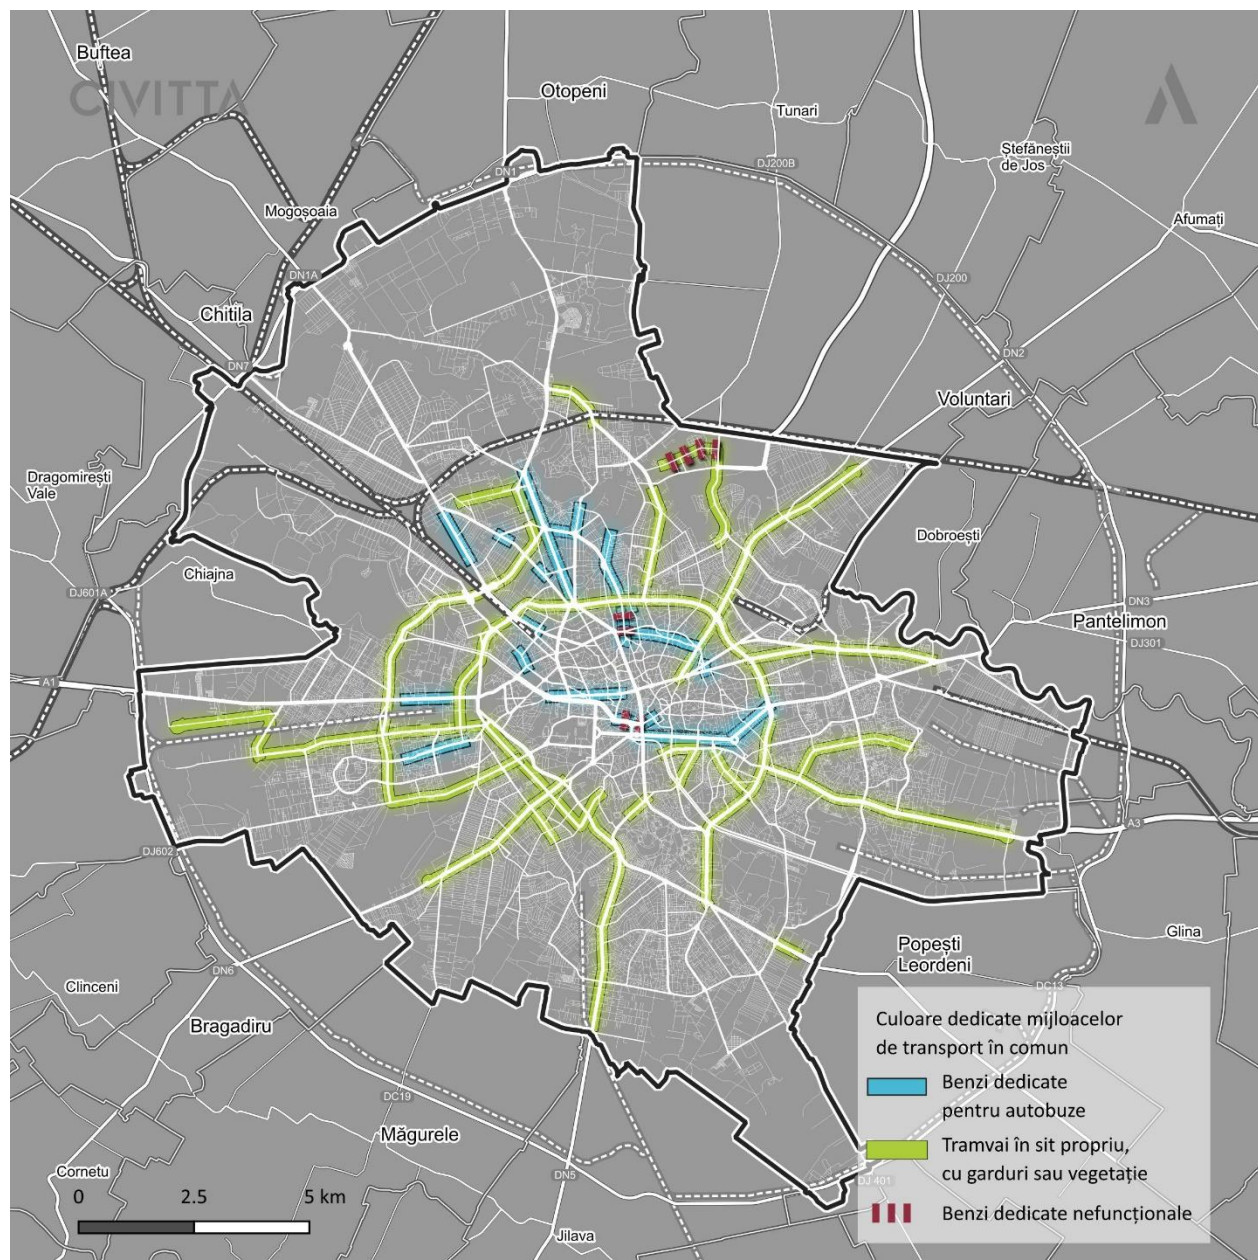 Buftea
CIVITTA
Otopeni
Tunari
Ștefăneștii
de Jos
DJ200B
DN1
Mogoșoaia
Afumați
DN1A
DJ200
Chitila
DN2
DN7
Voluntari
Dragomirești
Vale
Dobroești
Chiajna
DJ601A
DN3
Pantelimon
DJ301
A1
A3
DJ602
Glina
Popești
Leordeni
DN6
Clinceni
DC13
Bragadiru
DC19
Măgurele
Cornetu
DN5
DJ 401
Jilava
0 2.5 5 km
Culoare dedicate mijloacelor
de transport în comun
Benzi dedicate
pentru autobuze
Tramvai în sit propriu,
cu garduri sau vegetație
Benzi dedicate nefuncționale